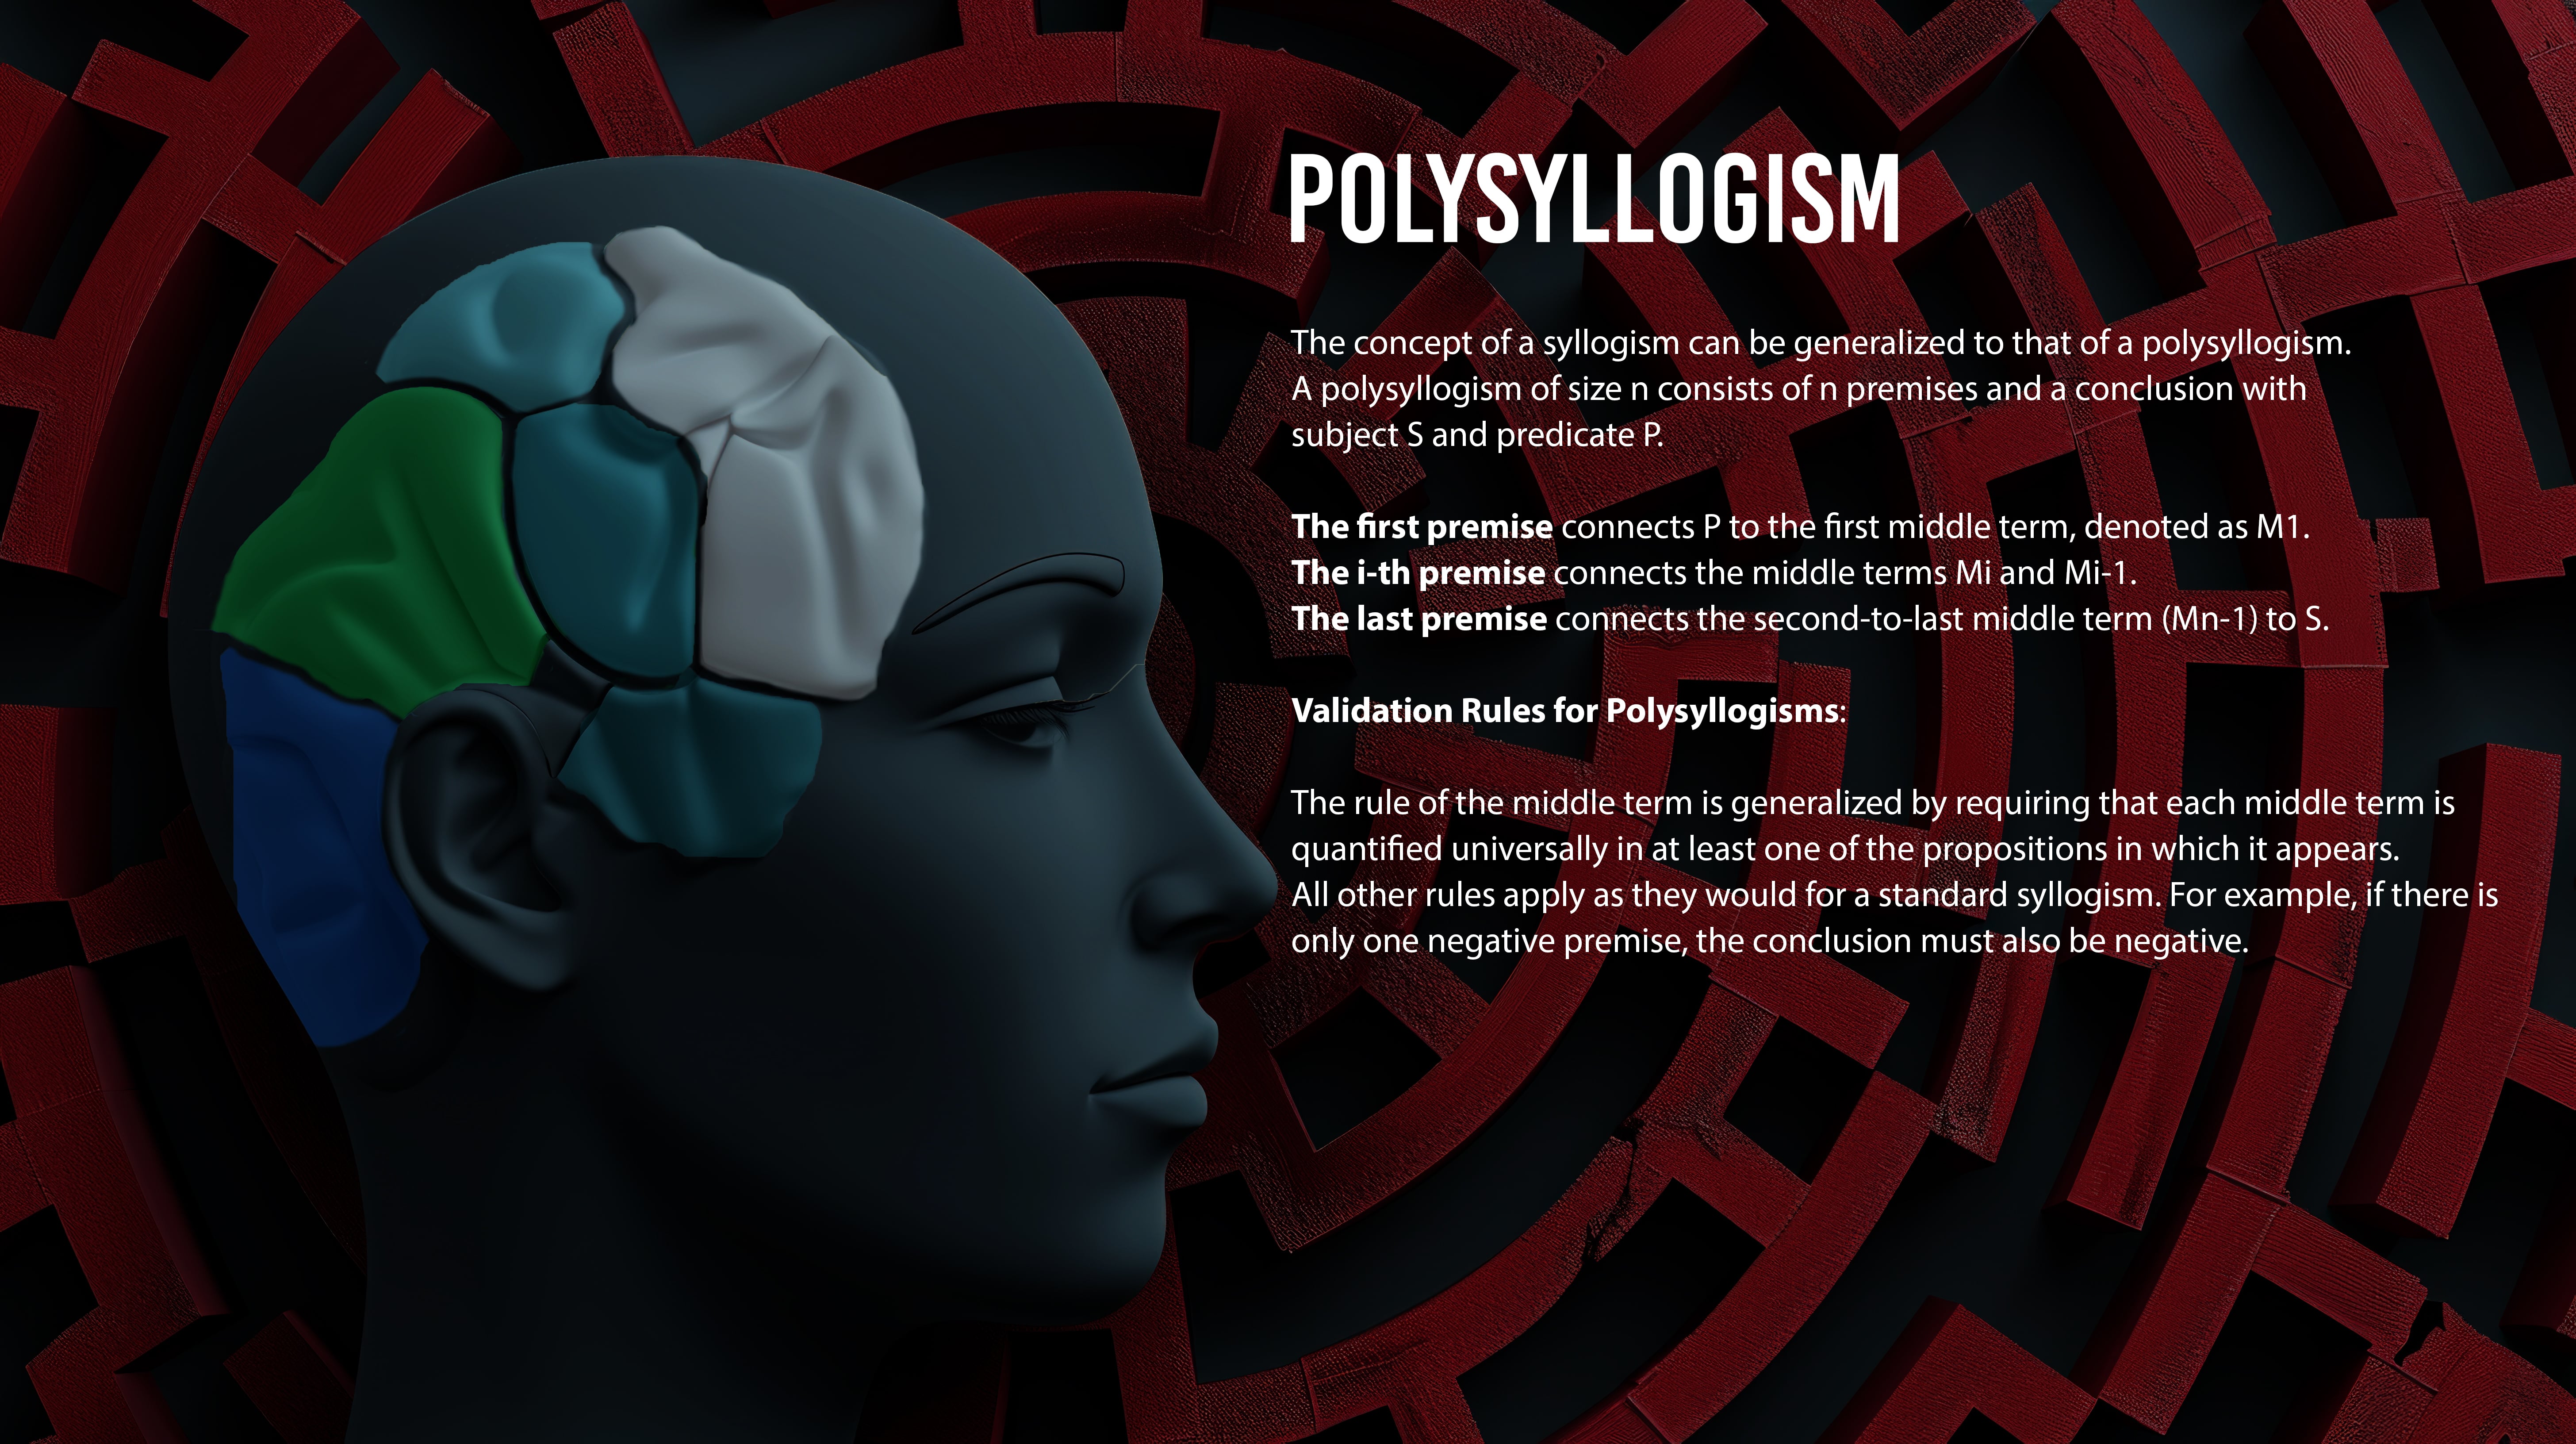 POLYSYLLOGISM
The concept of a syllogism can be generalized to that of a polysyllogism.
A polysyllogism of size n consists of n premises and a conclusion with
subject S and predicate P.
The first premise connects P to the first middle term, denoted as M1.
The i-th premise connects the middle terms Mi and Mi-1.
The last premise connects the second-to-last middle term (Mn-1) to S.
Validation Rules for Polysyllogisms:
The rule of the middle term is generalized by requiring that each middle term is
quantified universally in at least one of the propositions in which it appears.
All other rules apply as they would for a standard syllogism. For example, if there is
only one negative premise, the conclusion must also be negative.